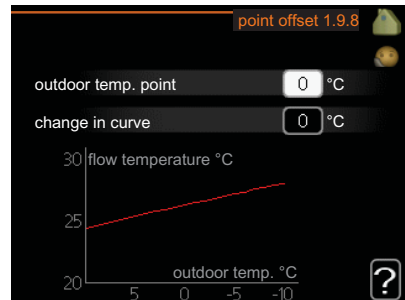 point offset 1.9.8
outdoor temp. point 0 °C
change in curve 0 °C
30 flow temperature °C
25
outdoor temp. °C
20
5 0 -5 -10
?